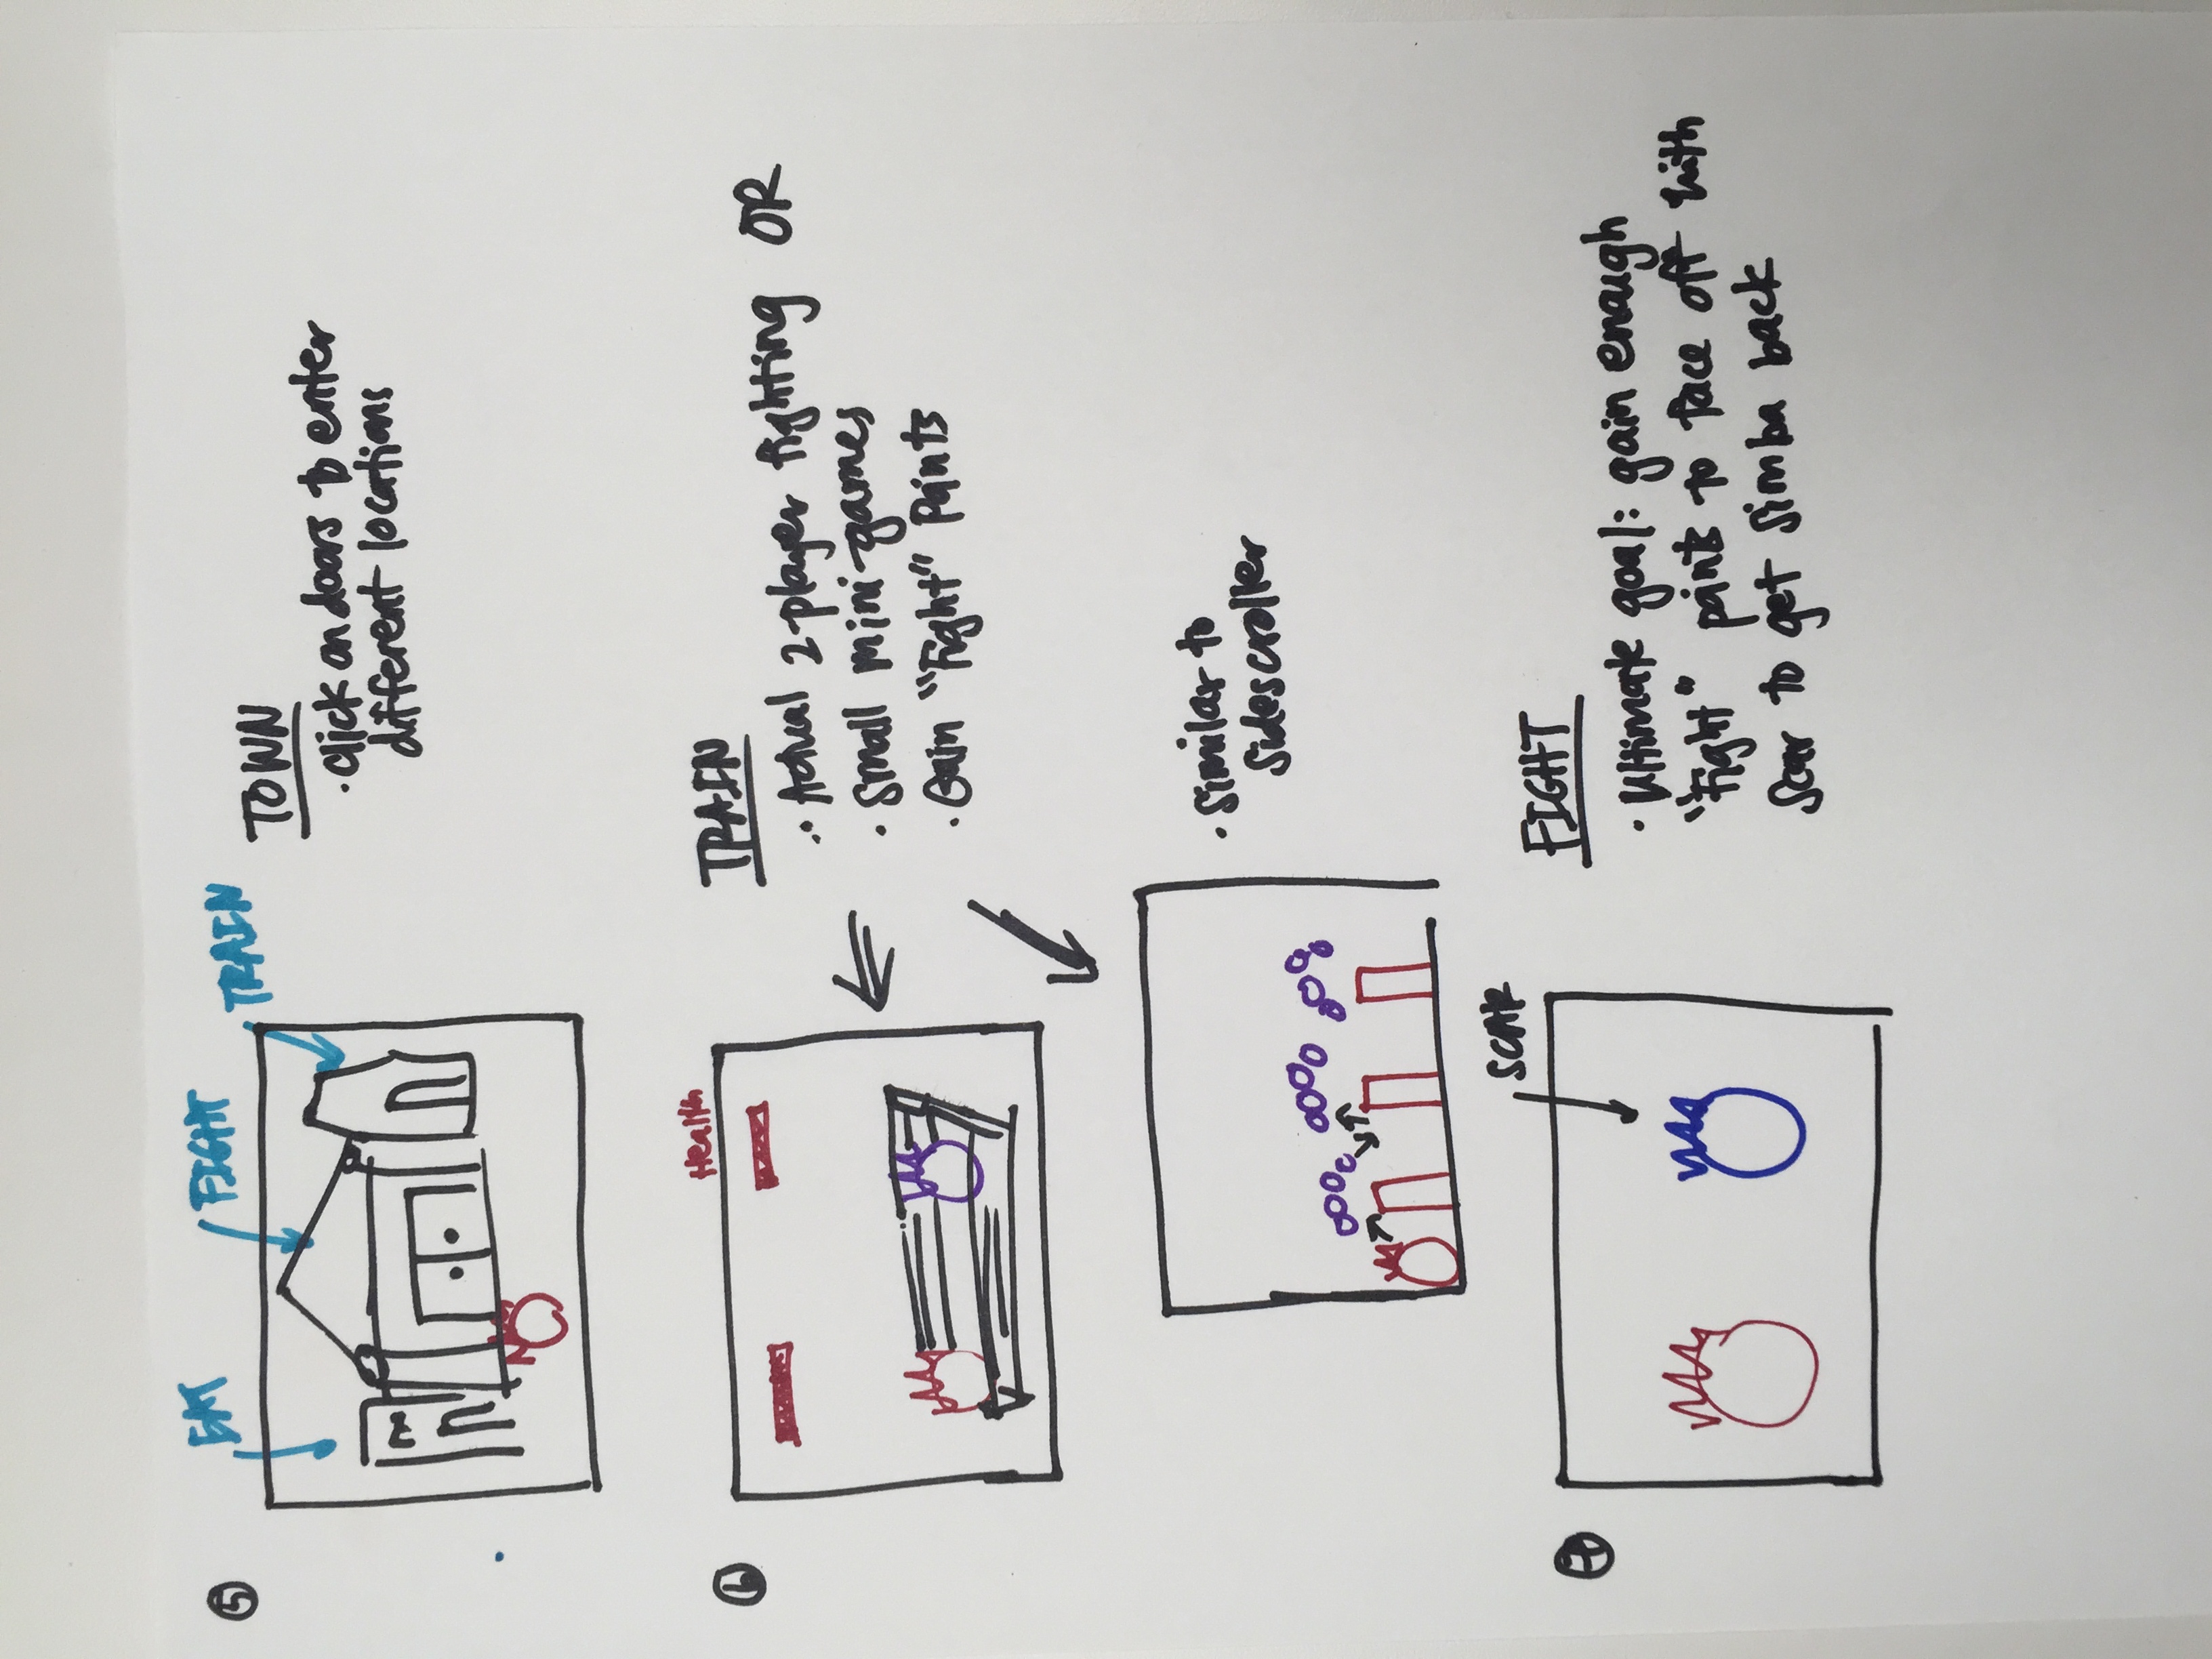 5
EAT
FIGHT
TRAIN
TOWN
· click on doors to enter
different locations
6
Health
TRAIN
· Actual 2-player fighting OR
· Small mini-games
· Gain "Fight" Points
· Similar to
sidescroller
7
SCAR
FIGHT
· Ultimate goal: gain enough
"Fight" points to face off with
Scar to get Simba back